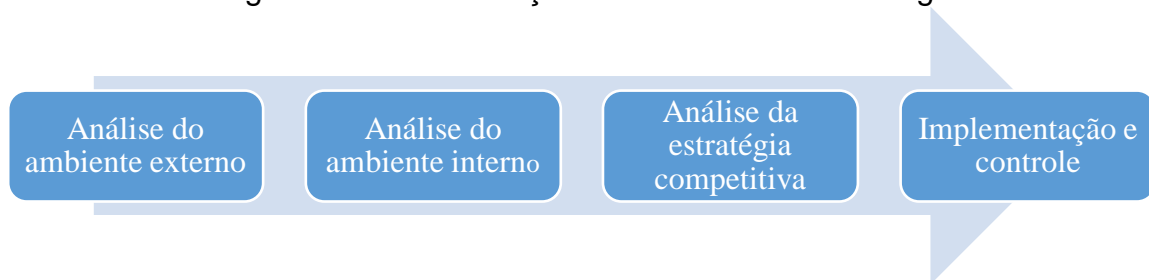 Análise do
ambiente externo
Análise do
ambiente interno
Análise da
estratégia
competitiva
Implementação e
controle